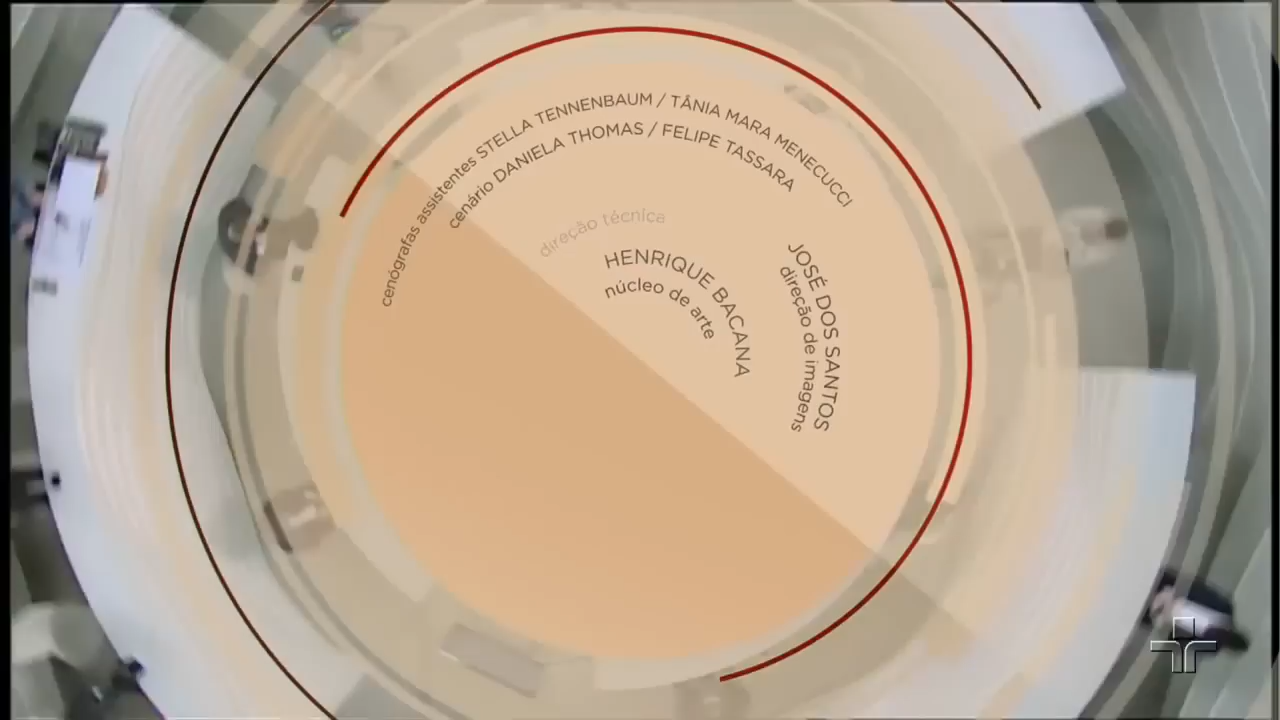 cenógrafas assistentes STELLA TENNENBAUM / TÂNIA MARA MENECUCCI
cenário DANIELA THOMAS / FELIPE TASSARA
direção técnica
HENRIQUE BACANA
núcleo de arte
JOSÉ DOS SANTOS
direção de imagens